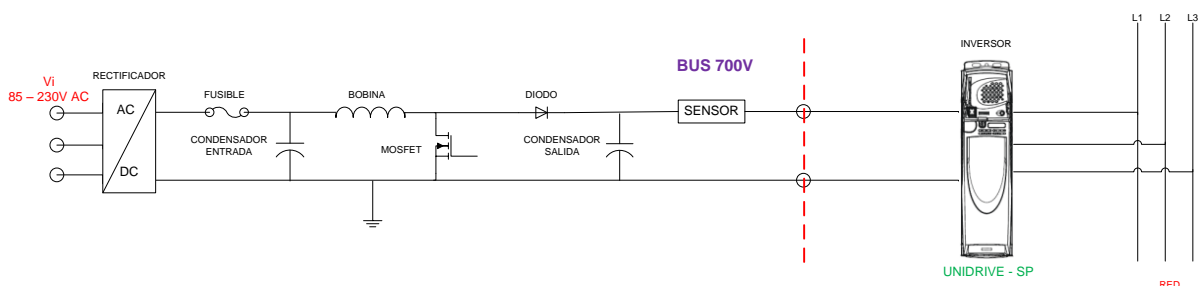 L1 L2 L3
INVERSOR
BUS 700V
Vi
85 – 230V AC
RECTIFICADOR
FUSIBLE
BOBINA
DIODO
AC
DC
SENSOR
CONDENSADOR
ENTRADA
MOSFET
CONDENSADOR
SALIDA
UNIDRIVE - SP
RED